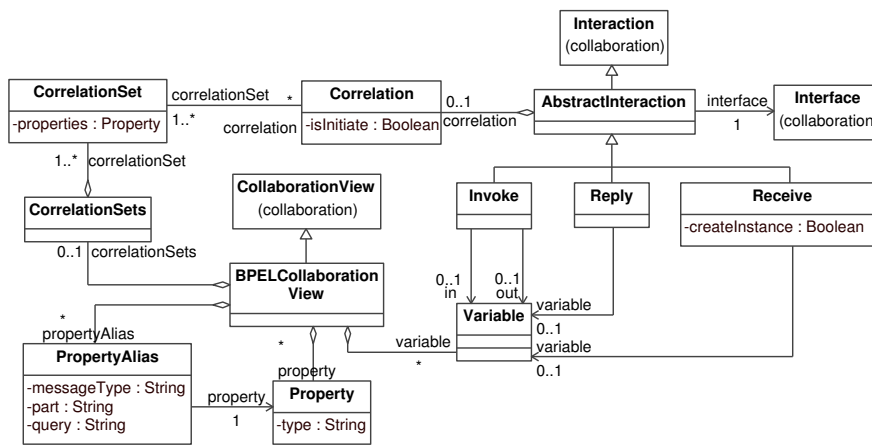 Interaction
(collaboration)
CorrelationSet
-properties : Property
correlationSet
*
1..*
correlation
Correlation
-isInitiate : Boolean
0..1
correlation
AbstractInteraction
interface
1
Interface
(collaboration)
1..*
correlationSet
CollaborationView
(collaboration)
Invoke
Reply
Receive
-createInstance : Boolean
CorrelationSets
0..1
correlationSets
BPELCollaboration
View
0..1
in
0..1
out
variable
0..1
Variable
*
propertyAlias
*
property
variable
*
variable
0..1
PropertyAlias
-messageType : String
-part : String
-query : String
property
1
Property
-type : String